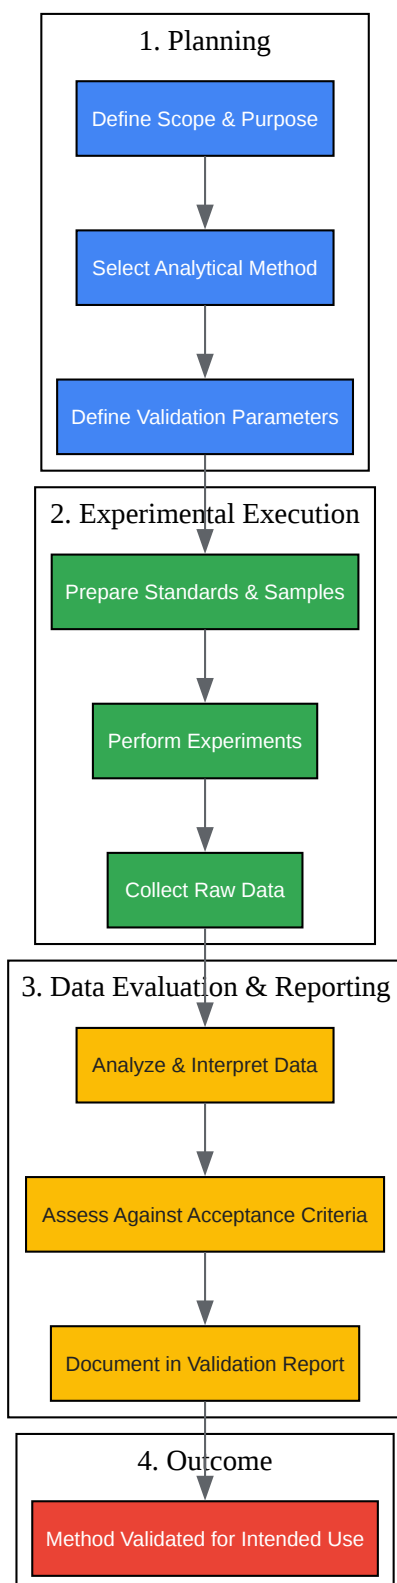 1. Planning
Define Scope & Purpose
Select Analytical Method
Define Validation Parameters
2. Experimental Execution
Prepare Standards & Samples
Perform Experiments
Collect Raw Data
3. Data Evaluation & Reporting
Analyze & Interpret Data
Assess Against Acceptance Criteria
Document in Validation Report
4. Outcome
Method Validated for Intended Use